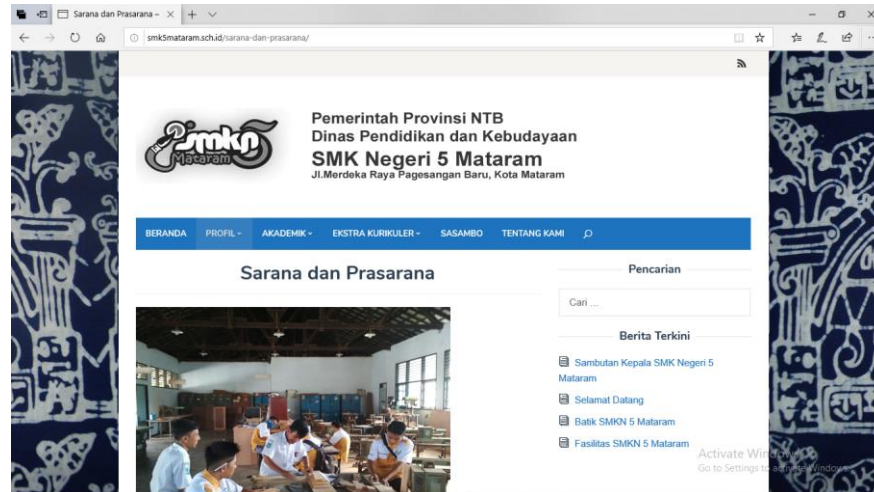 Sarana dan Prasarana –
smk5mataram.sch.id/sarana-dan-prasarana/
smkn5
Mataram
Pemerintah Provinsi NTB
Dinas Pendidikan dan Kebudayaan
SMK Negeri 5 Mataram
Jl.Merdeka Raya Pagesangan Baru, Kota Mataram
BERANDA PROFIL AKADEMIK EKSTRA KURIKULER SASAMBO TENTANG KAMI
Sarana dan Prasarana
Pencarian
Cari ...
Berita Terkini
Sambutan Kepala SMK Negeri 5
Mataram
Selamat Datang
Batik SMKN 5 Mataram
Fasilitas SMKN 5 Mataram
Activate Windows
Go to Settings to activate Windows.